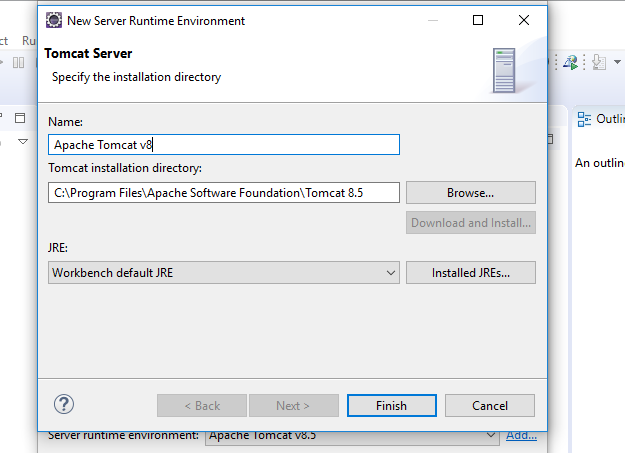 New Server Runtime Environment
Tomcat Server
Specify the installation directory
Name:
Apache Tomcat v8
Tomcat installation directory:
C:\Program Files\Apache Software Foundation\Tomcat 8.5
Browse...
Download and Install...
JRE:
Workbench default JRE
Installed JREs...
< Back
Next >
Finish
Cancel
Server runtime environment:
Apache Tomcat v8.5
Add...
ct
Ru
Outlin
An outlin